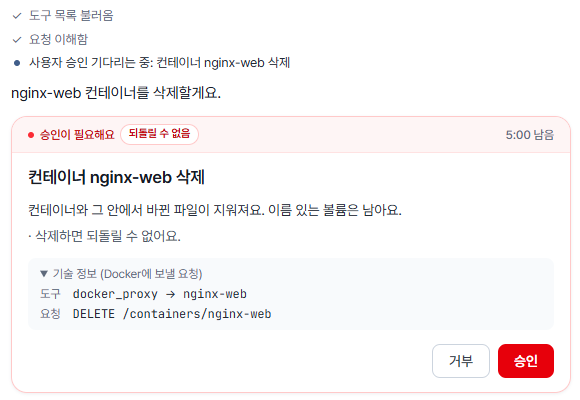 도구 목록 불러옴
요청 이해함
사용자 승인 기다리는 중: 컨테이너 nginx-web 삭제
nginx-web 컨테이너를 삭제할게요.
승인이 필요해요 되돌릴 수 없음 5:00 남음
컨테이너 nginx-web 삭제
컨테이너와 그 안에서 바뀐 파일이 지워져요. 이름 있는 볼륨은 남아요.
· 삭제하면 되돌릴 수 없어요.
▼ 기술 정보 (Docker에 보낼 요청)
도구 docker_proxy → nginx-web
요청 DELETE /containers/nginx-web
거부 승인